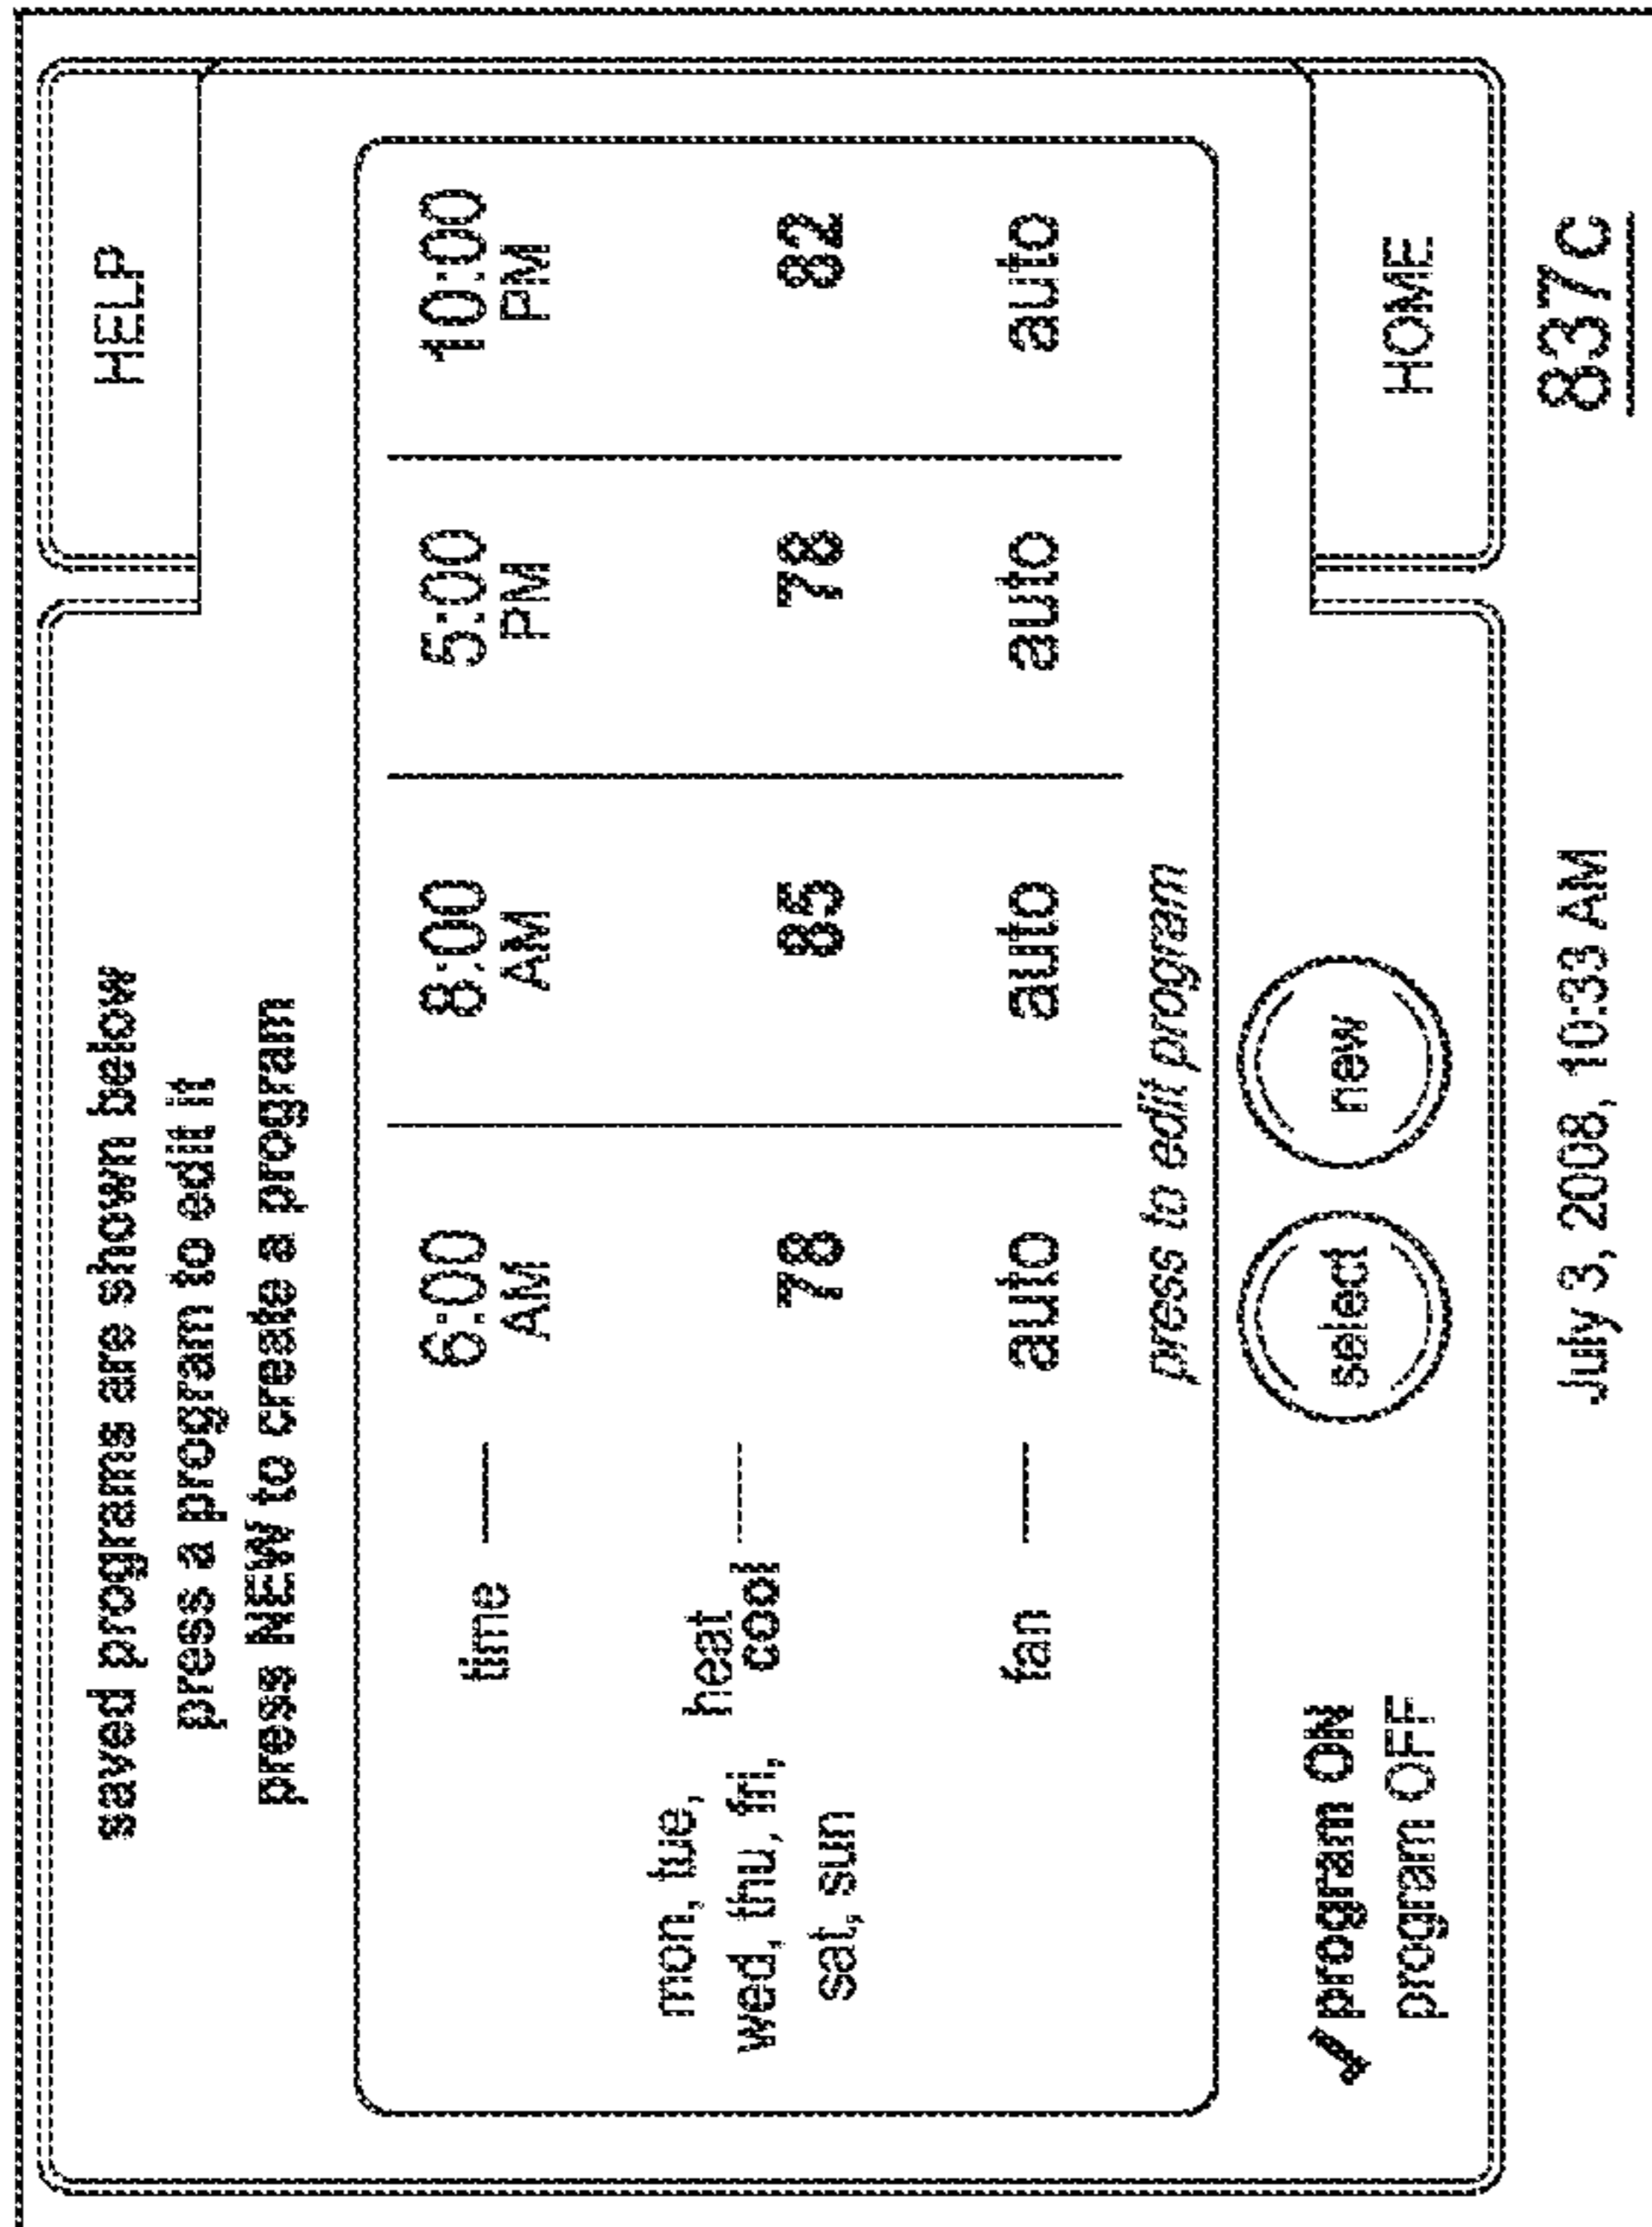 saved programs are shown below
press a program to edit it
press NEW to create a program
HELP
time — 6:00 AM 8:00 AM 5:00 PM 10:00 PM
mon, tue,
wed, thu, fri,
sat, sun
heat
cool — 78 85 78 82
fan — auto auto auto auto
press to edit program
✓program ON
program OFF
select
new
HOME
July 3, 2008, 10:33 AM
837c